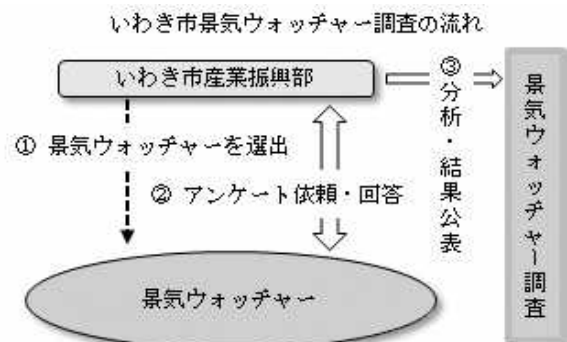 いわき市景気ウォッチャー調査の流れ
いわき市産業振興部
① 景気ウォッチャーを選出
② アンケート依頼・回答
③分析・結果公表
景気ウォッチャー
景気ウォッチャー調査